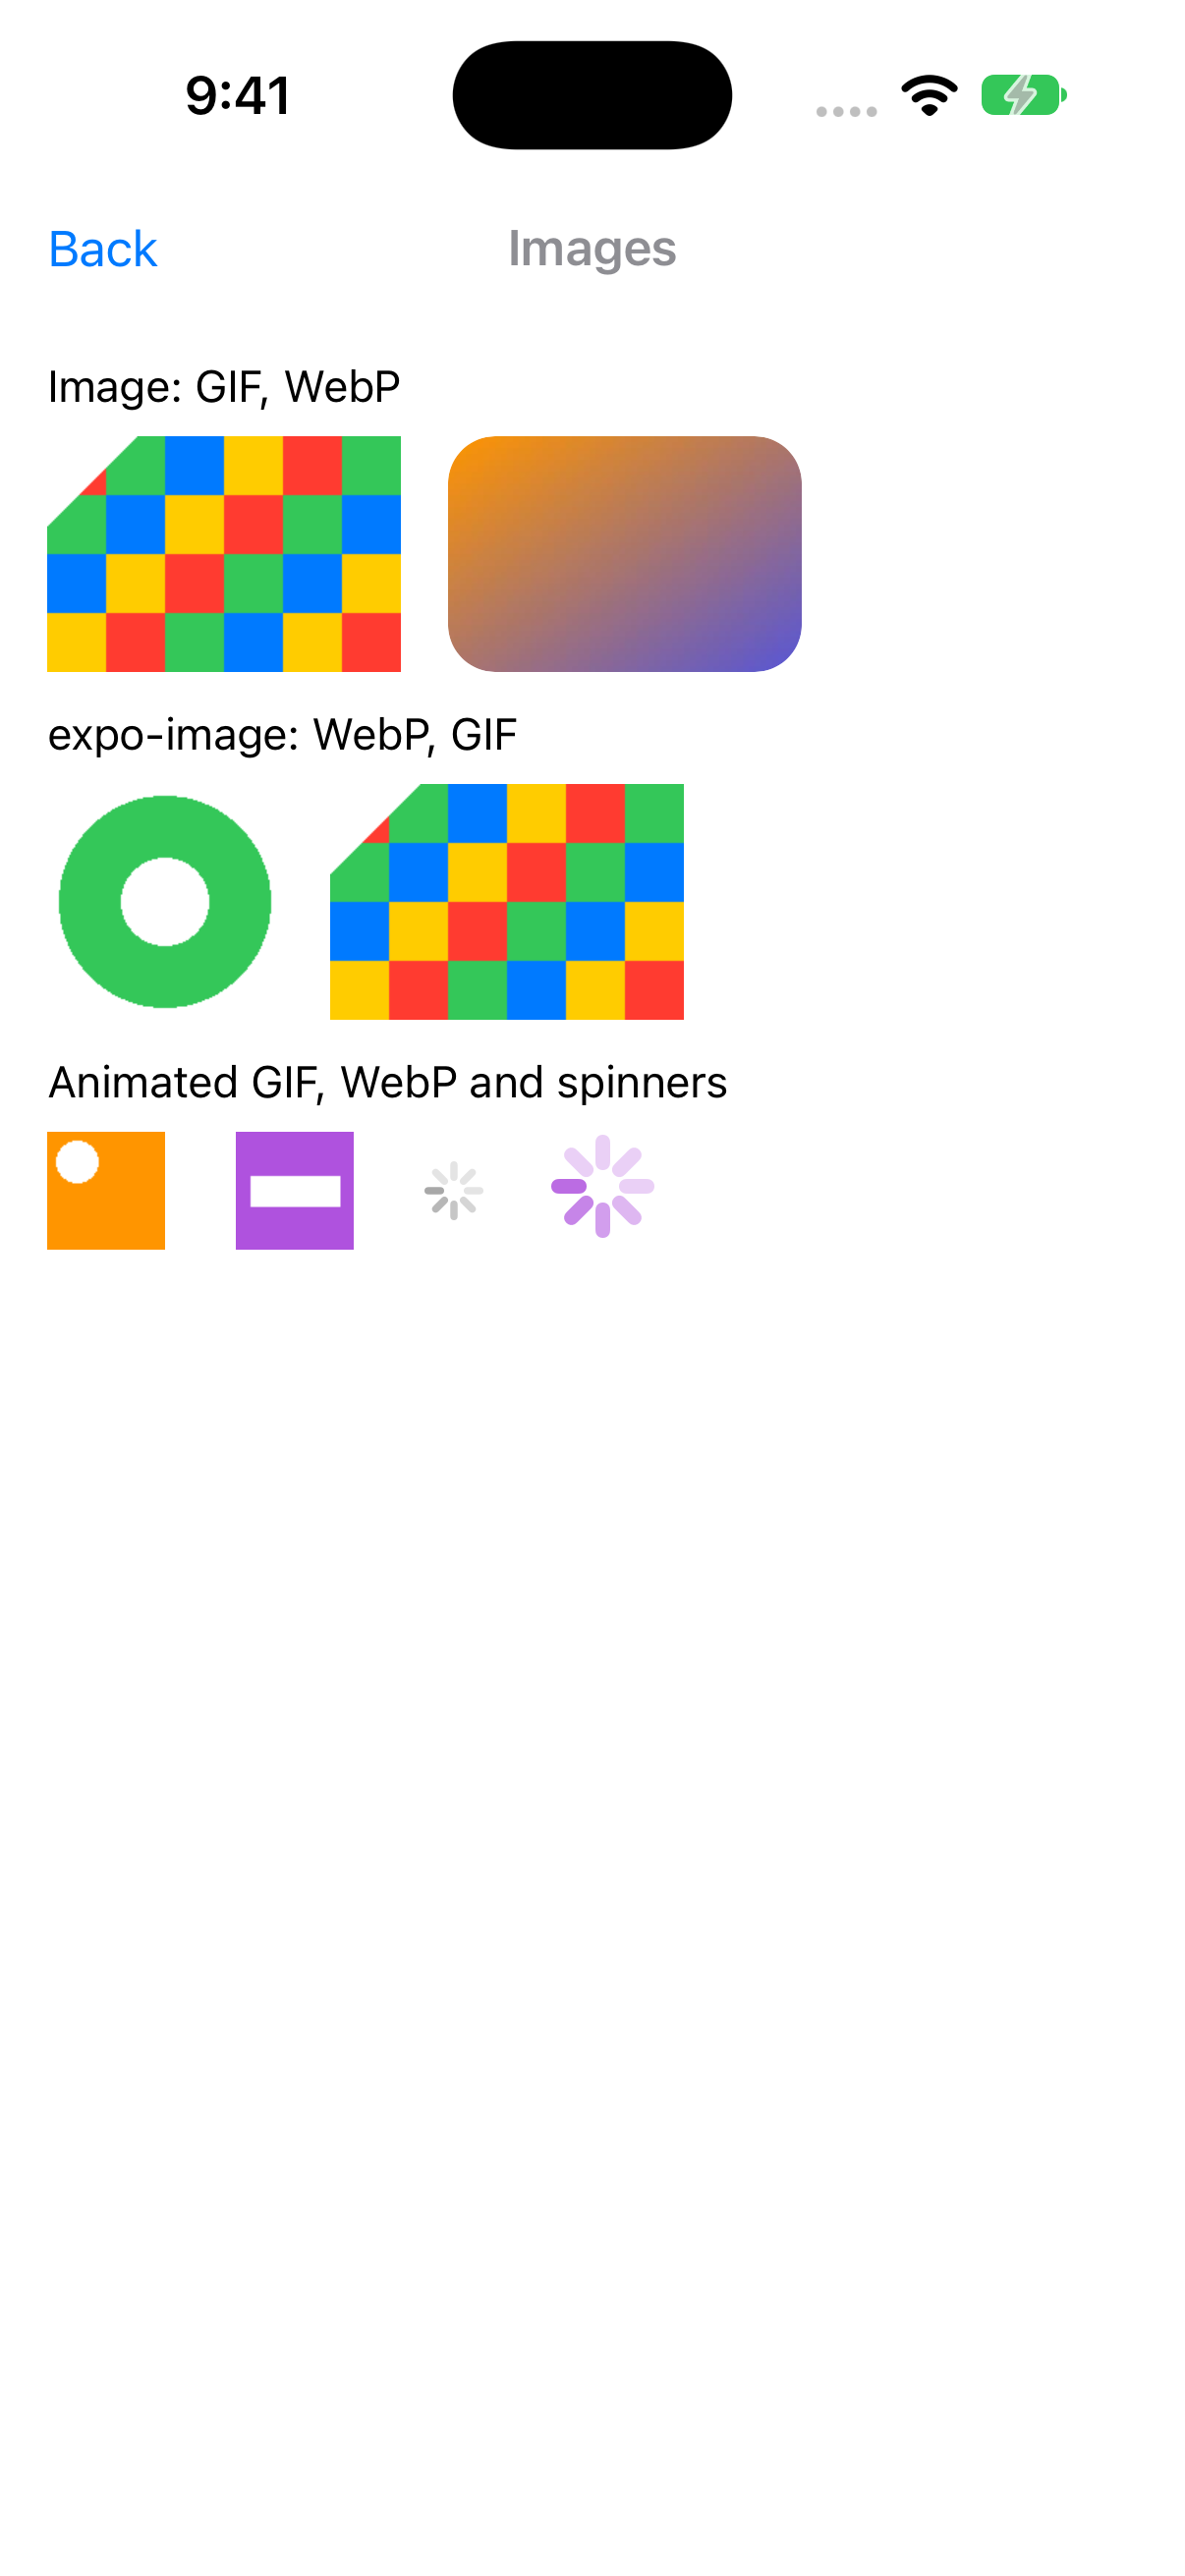 9:41
Back
Images
Image: GIF, WebP
expo-image: WebP, GIF
Animated GIF, WebP and spinners